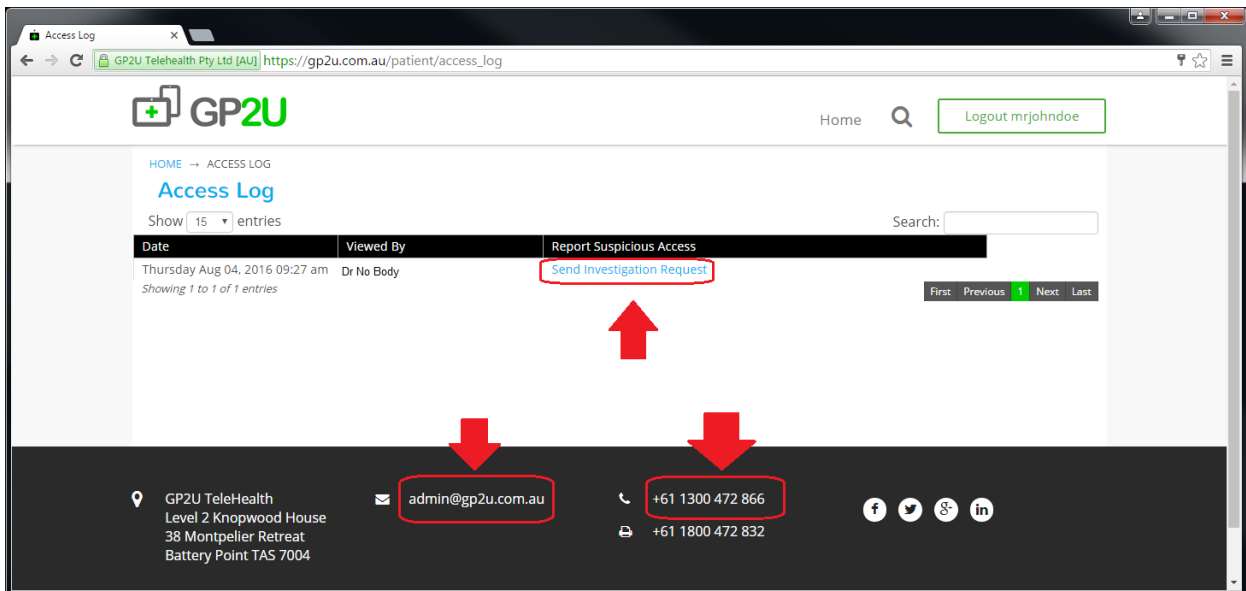 Access Log
GP2U Telehealth Pty Ltd [AU] https://gp2u.com.au/patient/access_log
GP2U
Home
Logout mrjohndoe
HOME → ACCESS LOG
Access Log
Show 15 entries
Search:
Date Viewed By Report Suspicious Access
Thursday Aug 04, 2016 09:27 am Dr No Body Send Investigation Request
Showing 1 to 1 of 1 entries
First Previous 1 Next Last
GP2U TeleHealth
Level 2 Knopwood House
38 Montpelier Retreat
Battery Point TAS 7004
admin@gp2u.com.au
+61 1300 472 866
+61 1800 472 832
f g+ in